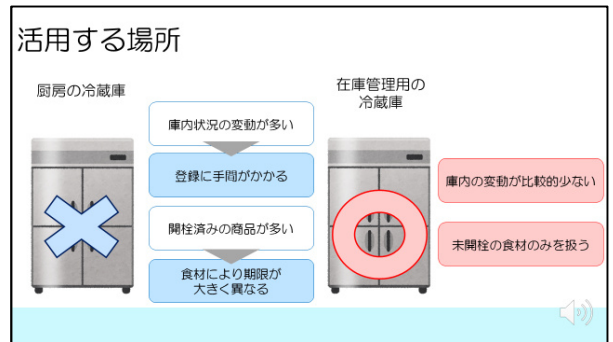 活用する場所
厨房の冷蔵庫
庫内状況の変動が多い
登録に手間がかかる
開栓済みの商品が多い
食材により期限が
大きく異なる
在庫管理用の
冷蔵庫
庫内の変動が比較的少ない
未開栓の食材のみを扱う